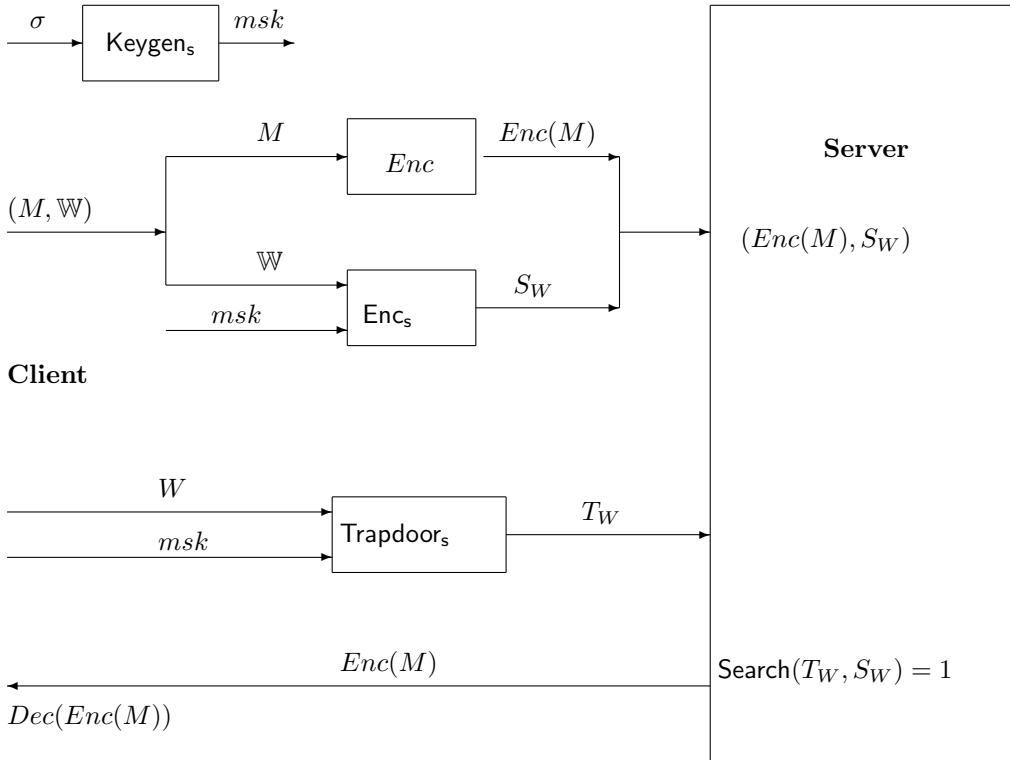 σ
msk
Keygen_s
M
Enc(M)
Enc
Server
(M, 𝕎)
(Enc(M), S_W)
𝕎
S_W
msk
Enc_s
Client
W
T_W
msk
Trapdoor_s
Enc(M)
Search(T_W, S_W) = 1
Dec(Enc(M))